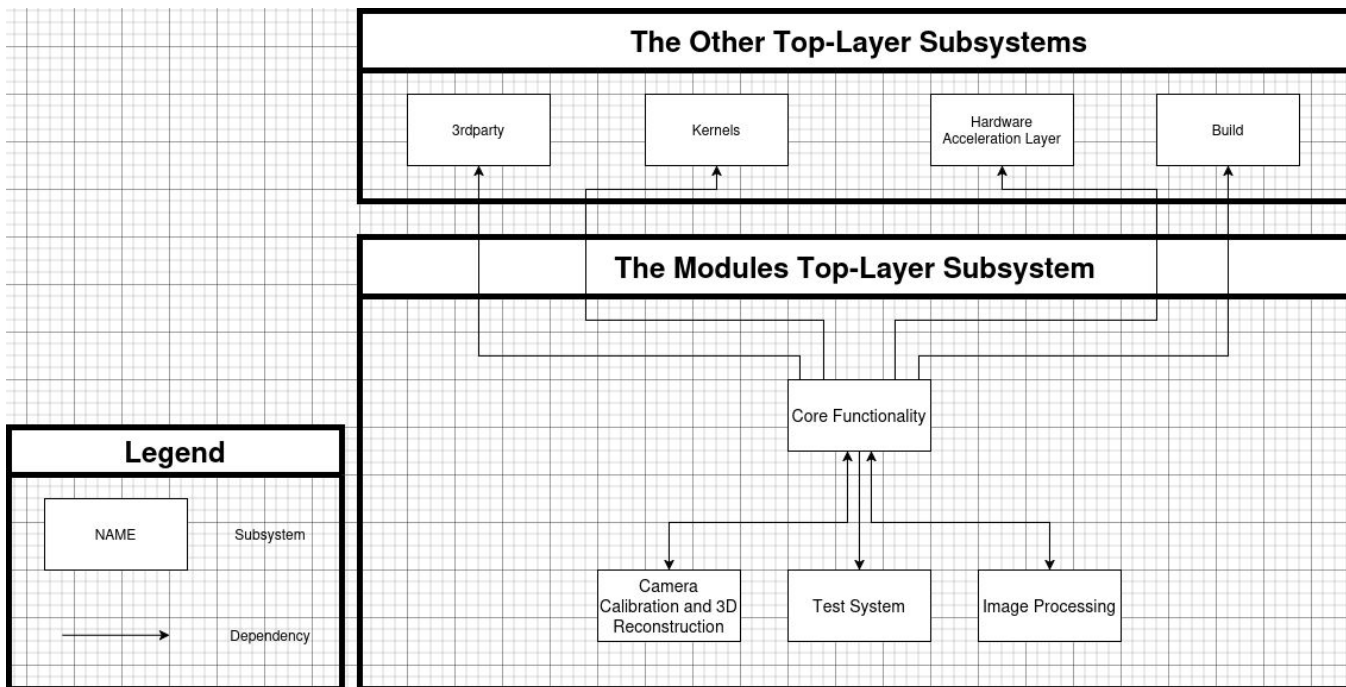 The Other Top-Layer Subsystems
3rdparty
Kernels
Hardware
Acceleration Layer
Build
The Modules Top-Layer Subsystem
Core Functionality
Camera
Calibration and 3D
Reconstruction
Test System
Image Processing
Legend
NAME
Subsystem
Dependency